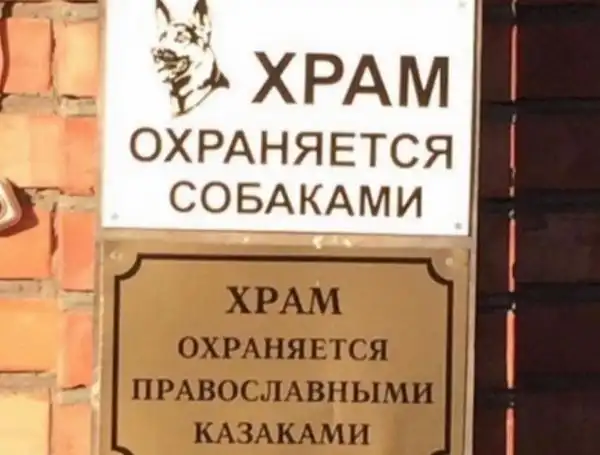 ХРАМ
ОХРАНЯЕТСЯ
СОБАКАМИ
ХРАМ
ОХРАНЯЕТСЯ
ПРАВОСЛАВНЫМИ
КАЗАКАМИ